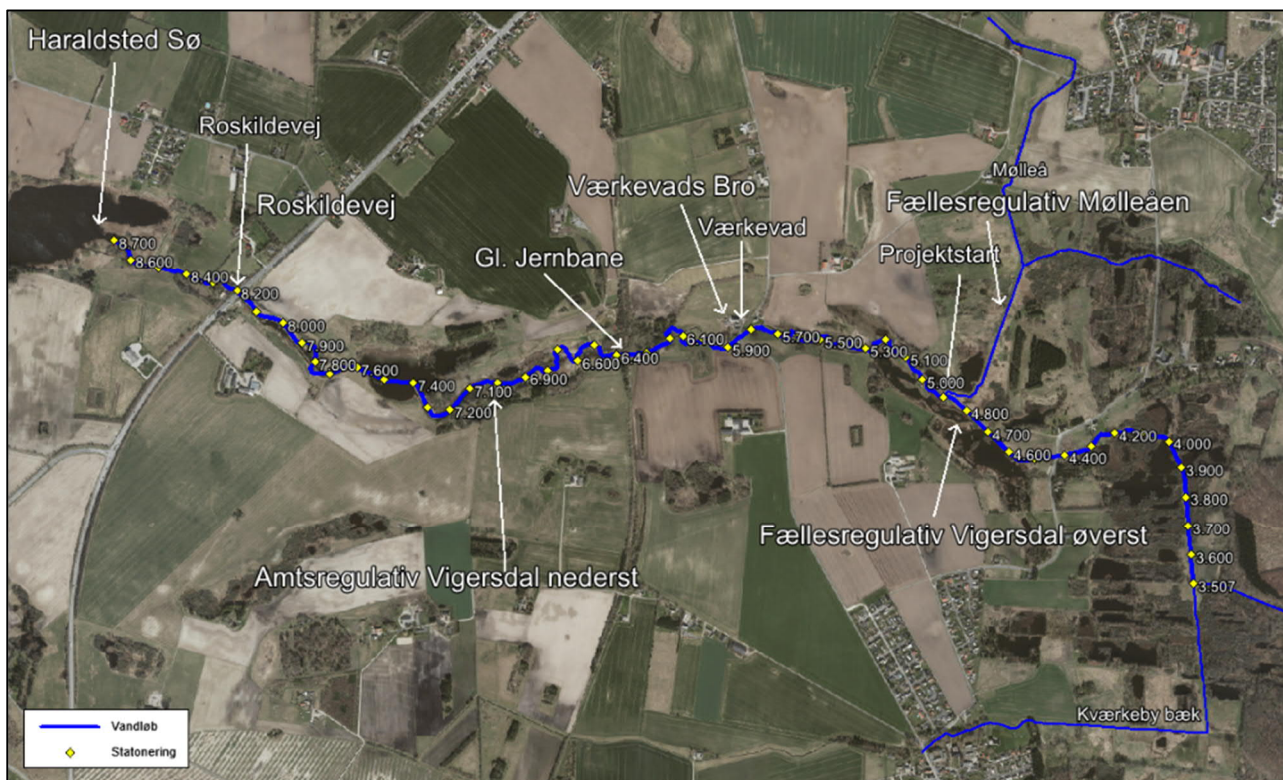 Haraldsted Sø
Roskildevej
Roskildevej
Værkevads Bro
Værkevad
Gl. Jernbane
Mølleå
Fællesregulativ Mølleåen
Projektstart
8.700
8.600
8.400
8.200
8.000
7.900
7.800
7.600
7.400
7.200
7.100
6.900
6.600
6.400
6.100
5.900
5.700
5.500
5.300
5.100
5.000
4.800
4.700
4.600
4.400
4.200
4.000
3.900
3.800
3.700
3.600
3.507
Fællesregulativ Vigersdal øverst
Amtsregulativ Vigersdal nederst
Kværkeby bæk
Vandløb
Statonering